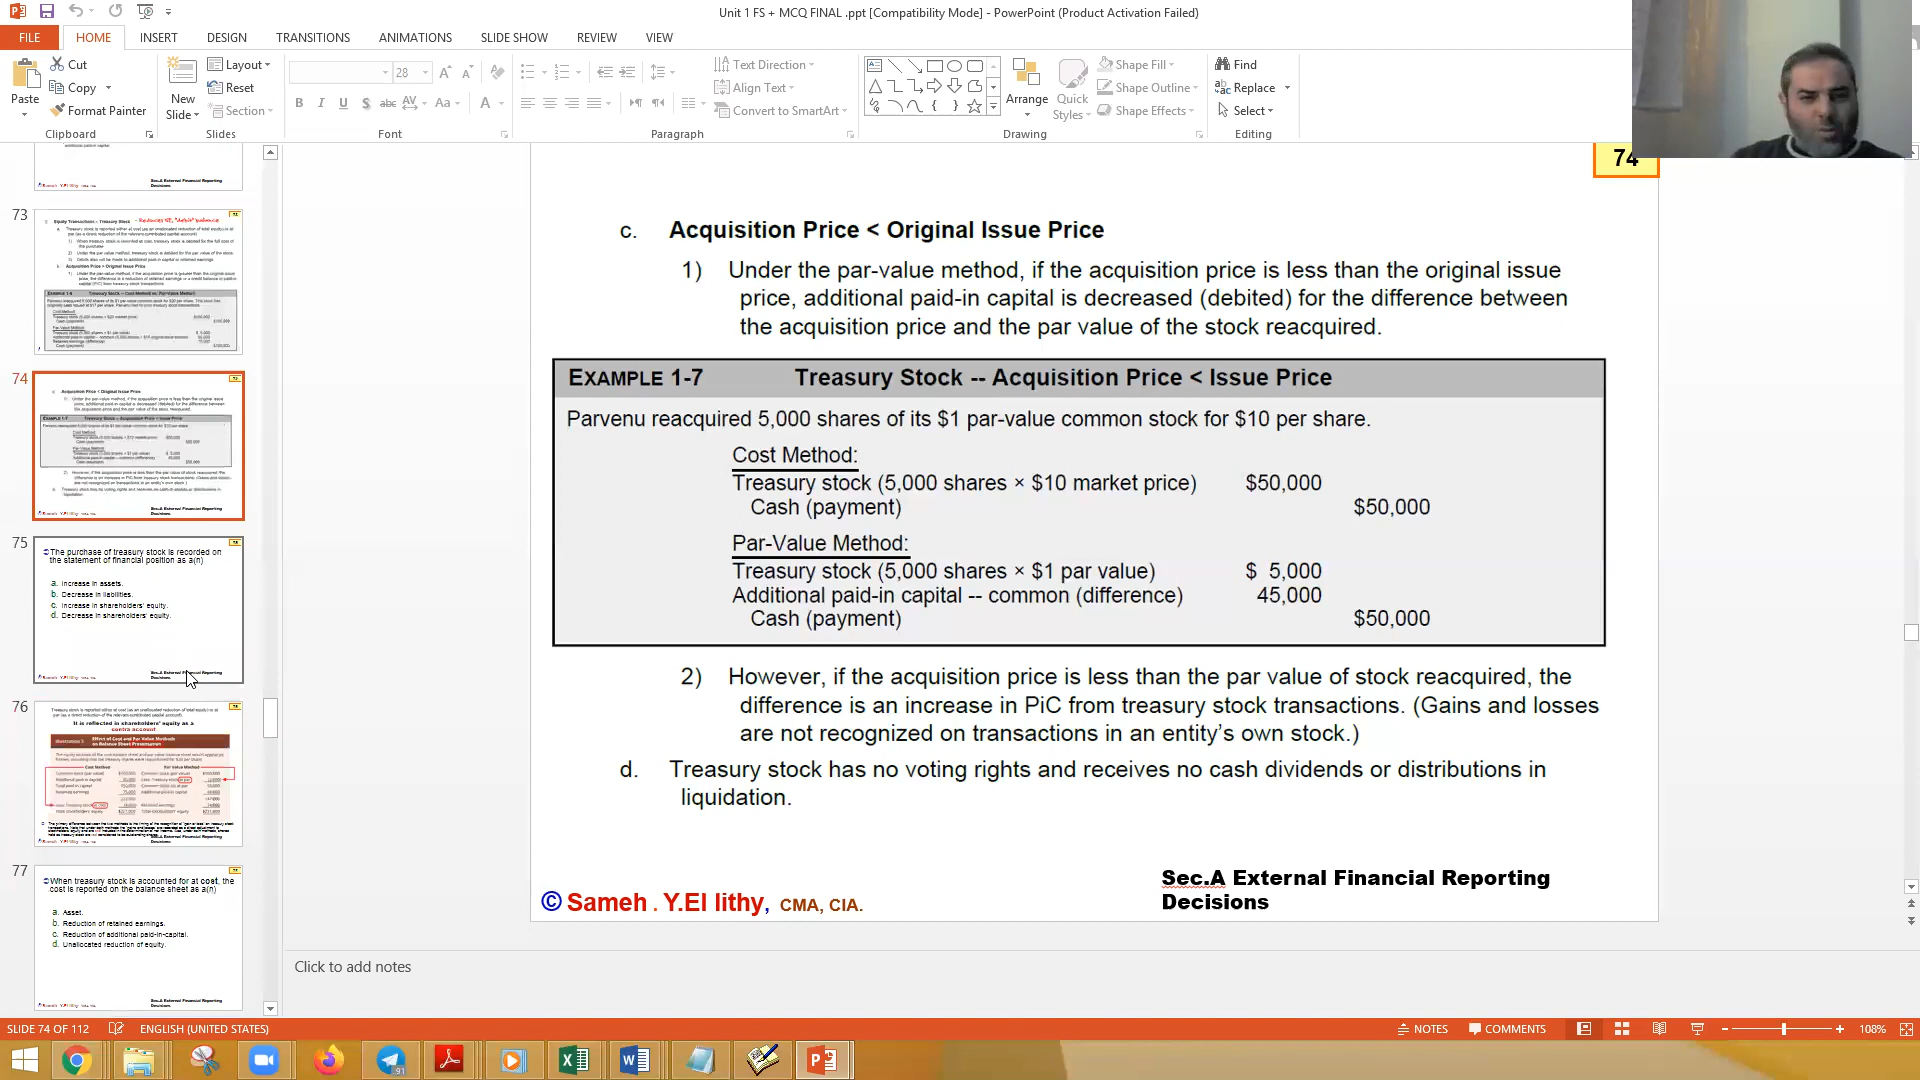 Unit 1 FS + MCQ FINAL .ppt [Compatibility Mode] - PowerPoint (Product Activation Failed)
FILE HOME INSERT DESIGN TRANSITIONS ANIMATIONS SLIDE SHOW REVIEW VIEW
Paste
Cut
Copy
Format Painter
Clipboard
New Slide
Layout
Reset
Section
Slides
28
Font
Text Direction
Align Text
Convert to SmartArt
Paragraph
Arrange
Quick Styles
Shape Fill
Shape Outline
Shape Effects
Drawing
Find
Replace
Select
Editing
73
74
75
The purchase of treasury stock is recorded on
the statement of financial position as a(n)
a. Increase in assets.
b. Decrease in liabilities.
c. Increase in shareholders' equity.
d. Decrease in shareholders' equity.
76
It is reflected in shareholders' equity as a
contra account
77
When treasury stock is accounted for at cost, the
cost is reported on the balance sheet as a(n)
a. Asset.
b. Reduction of retained earnings.
c. Reduction of additional paid-in-capital.
d. Unallocated reduction of equity.
74
c. Acquisition Price < Original Issue Price
1) Under the par-value method, if the acquisition price is less than the original issue
price, additional paid-in capital is decreased (debited) for the difference between
the acquisition price and the par value of the stock reacquired.
EXAMPLE 1-7 Treasury Stock -- Acquisition Price < Issue Price
Parvenu reacquired 5,000 shares of its $1 par-value common stock for $10 per share.
Cost Method:
Treasury stock (5,000 shares × $10 market price) $50,000
Cash (payment) $50,000
Par-Value Method:
Treasury stock (5,000 shares × $1 par value) $ 5,000
Additional paid-in capital -- common (difference) 45,000
Cash (payment) $50,000
2) However, if the acquisition price is less than the par value of stock reacquired, the
difference is an increase in PiC from treasury stock transactions. (Gains and losses
are not recognized on transactions in an entity's own stock.)
d. Treasury stock has no voting rights and receives no cash dividends or distributions in
liquidation.
© Sameh . Y.El lithy, CMA, CIA.
Sec.A External Financial Reporting
Decisions
Click to add notes
SLIDE 74 OF 112 ENGLISH (UNITED STATES) NOTES COMMENTS 108%
91